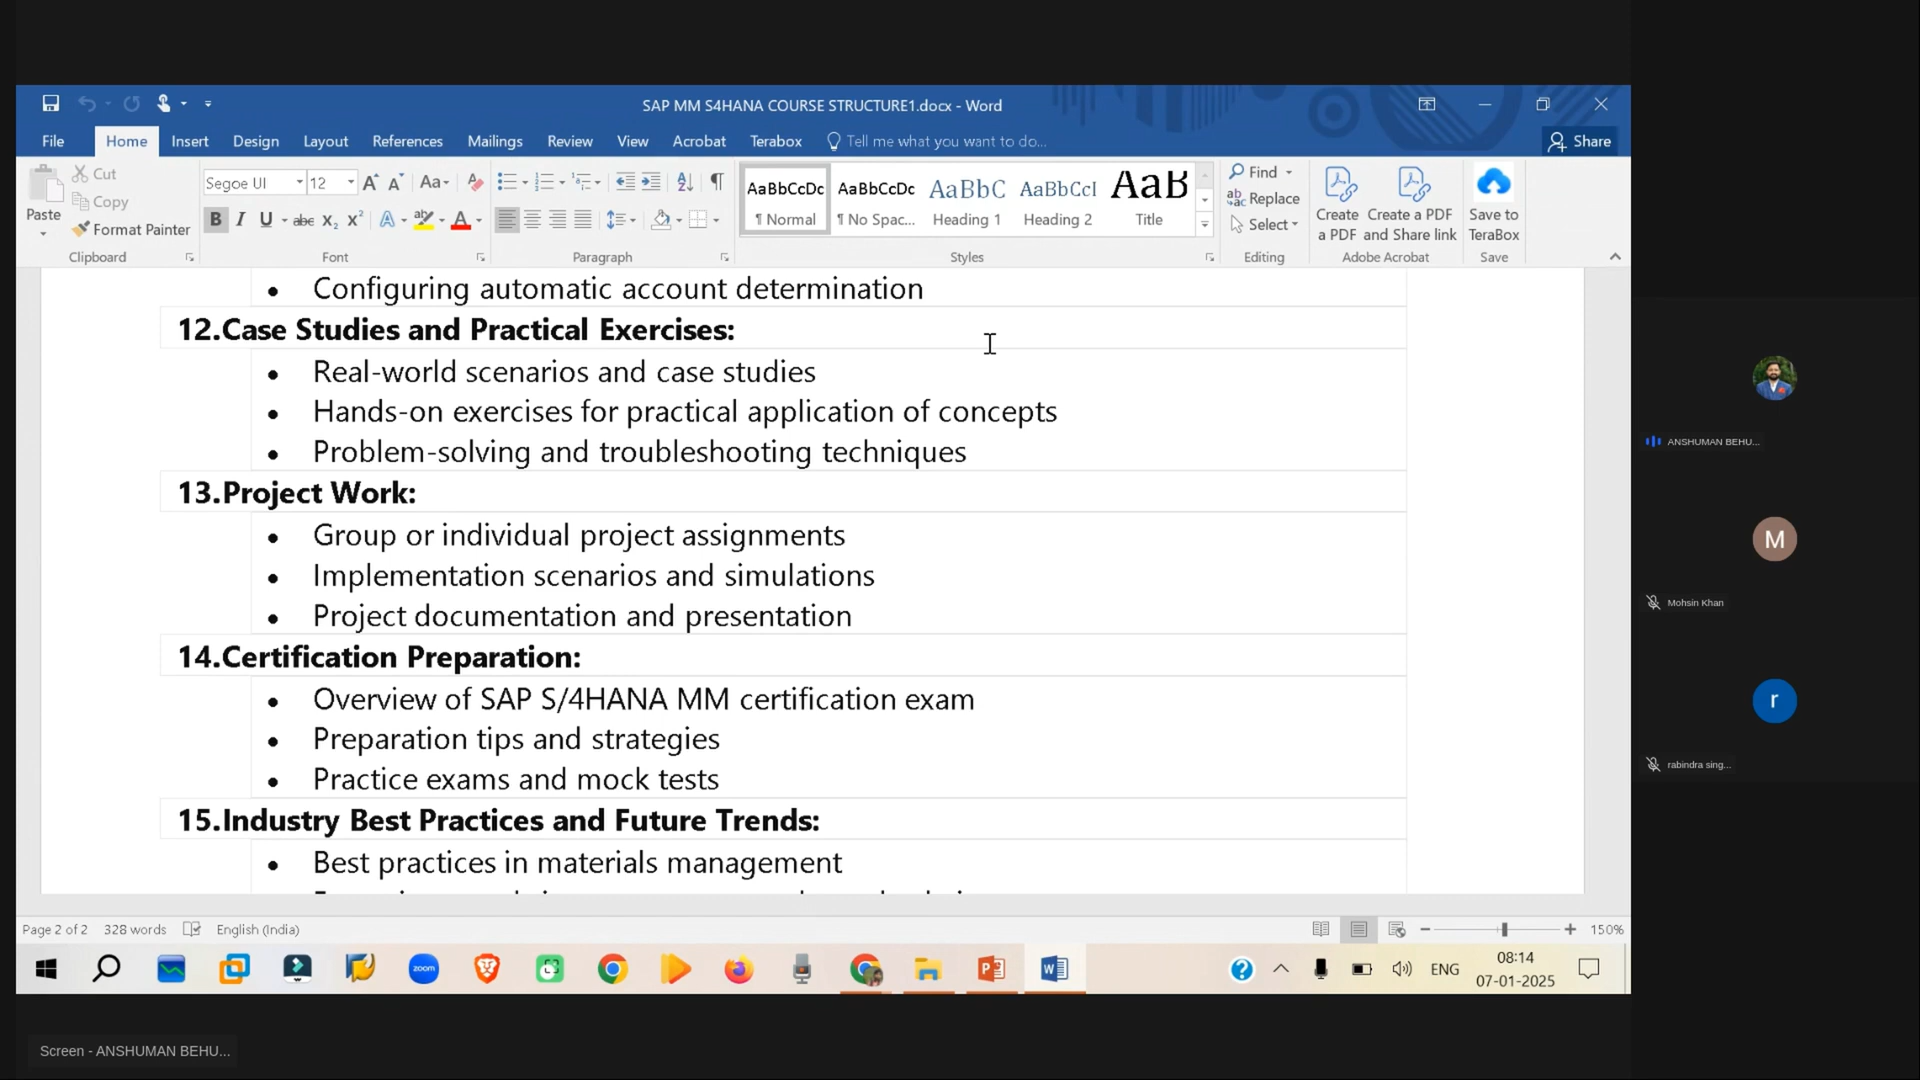 SAP MM S4HANA COURSE STRUCTURE1.docx - Word
File Home Insert Design Layout References Mailings Review View Acrobat Terabox Tell me what you want to do... Share
Paste Cut Copy Format Painter
Clipboard
Segoe UI 12
Font
Paragraph
AaBbCcDc AaBbCcDc AaBbC AaBbCcI AaB
¶ Normal ¶ No Spac... Heading 1 Heading 2 Title
Styles
Find
Replace
Select
Editing
Create a PDF
Create a PDF and Share link
Adobe Acrobat
Save to TeraBox
Save
• Configuring automatic account determination
12.Case Studies and Practical Exercises:
• Real-world scenarios and case studies
• Hands-on exercises for practical application of concepts
• Problem-solving and troubleshooting techniques
13.Project Work:
• Group or individual project assignments
• Implementation scenarios and simulations
• Project documentation and presentation
14.Certification Preparation:
• Overview of SAP S/4HANA MM certification exam
• Preparation tips and strategies
• Practice exams and mock tests
15.Industry Best Practices and Future Trends:
• Best practices in materials management
Page 2 of 2 328 words English (India) 150%
zoom
ENG
08:14
07-01-2025
ANSHUMAN BEHU...
M
Mohsin Khan
r
rabindra sing...
Screen - ANSHUMAN BEHU...